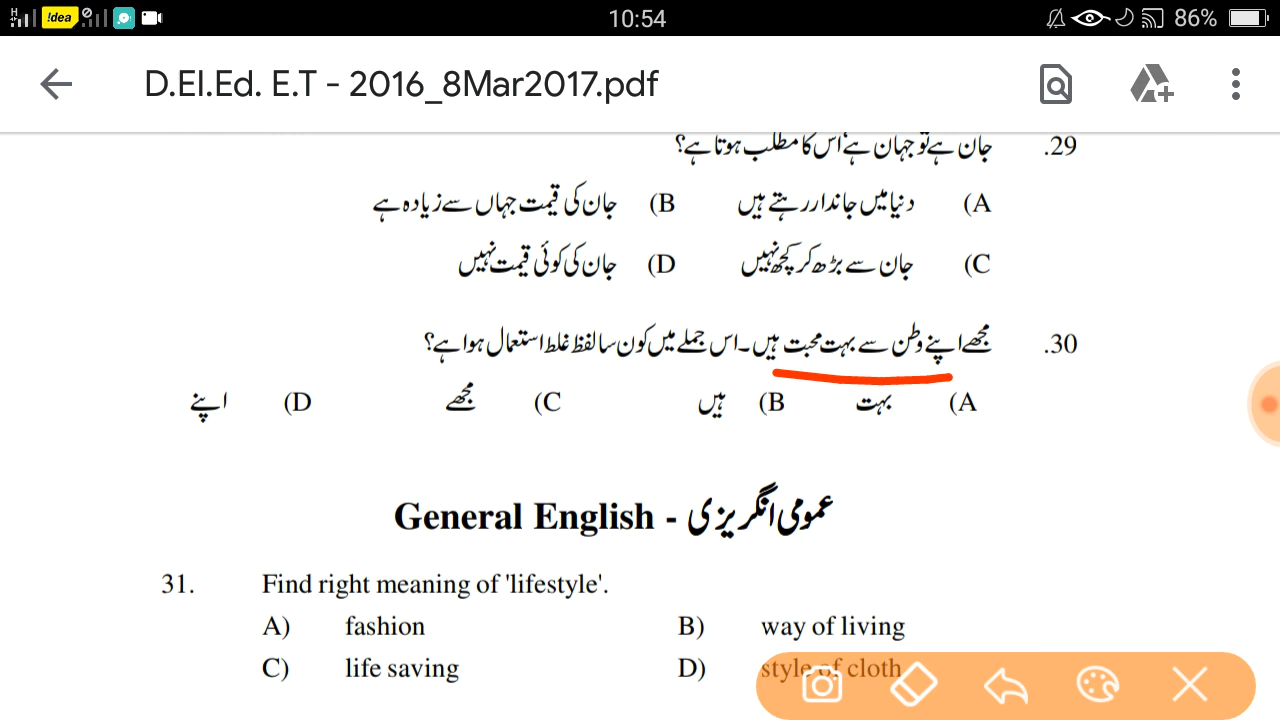 !dea 10:54 86%
D.El.Ed. E.T - 2016_8Mar2017.pdf
29. جان ہے تو جہان ہے، اس کا مطلب ہوتا ہے؟
A) دنیا میں جاندار رہتے ہیں B) جان کی قیمت جہاں سے زیادہ ہے
C) جان سے بڑھ کر کچھ نہیں D) جان کی کوئی قیمت نہیں
30. مجھے اپنے وطن سے بہت محبت ہیں۔ اس جملے میں کون سا لفظ غلط استعمال ہوا ہے؟
A) بہت B) ہیں C) مجھے D) اپنے
General English - عمومی انگریزی
31. Find right meaning of 'lifestyle'.
A) fashion B) way of living
C) life saving D) style of cloth